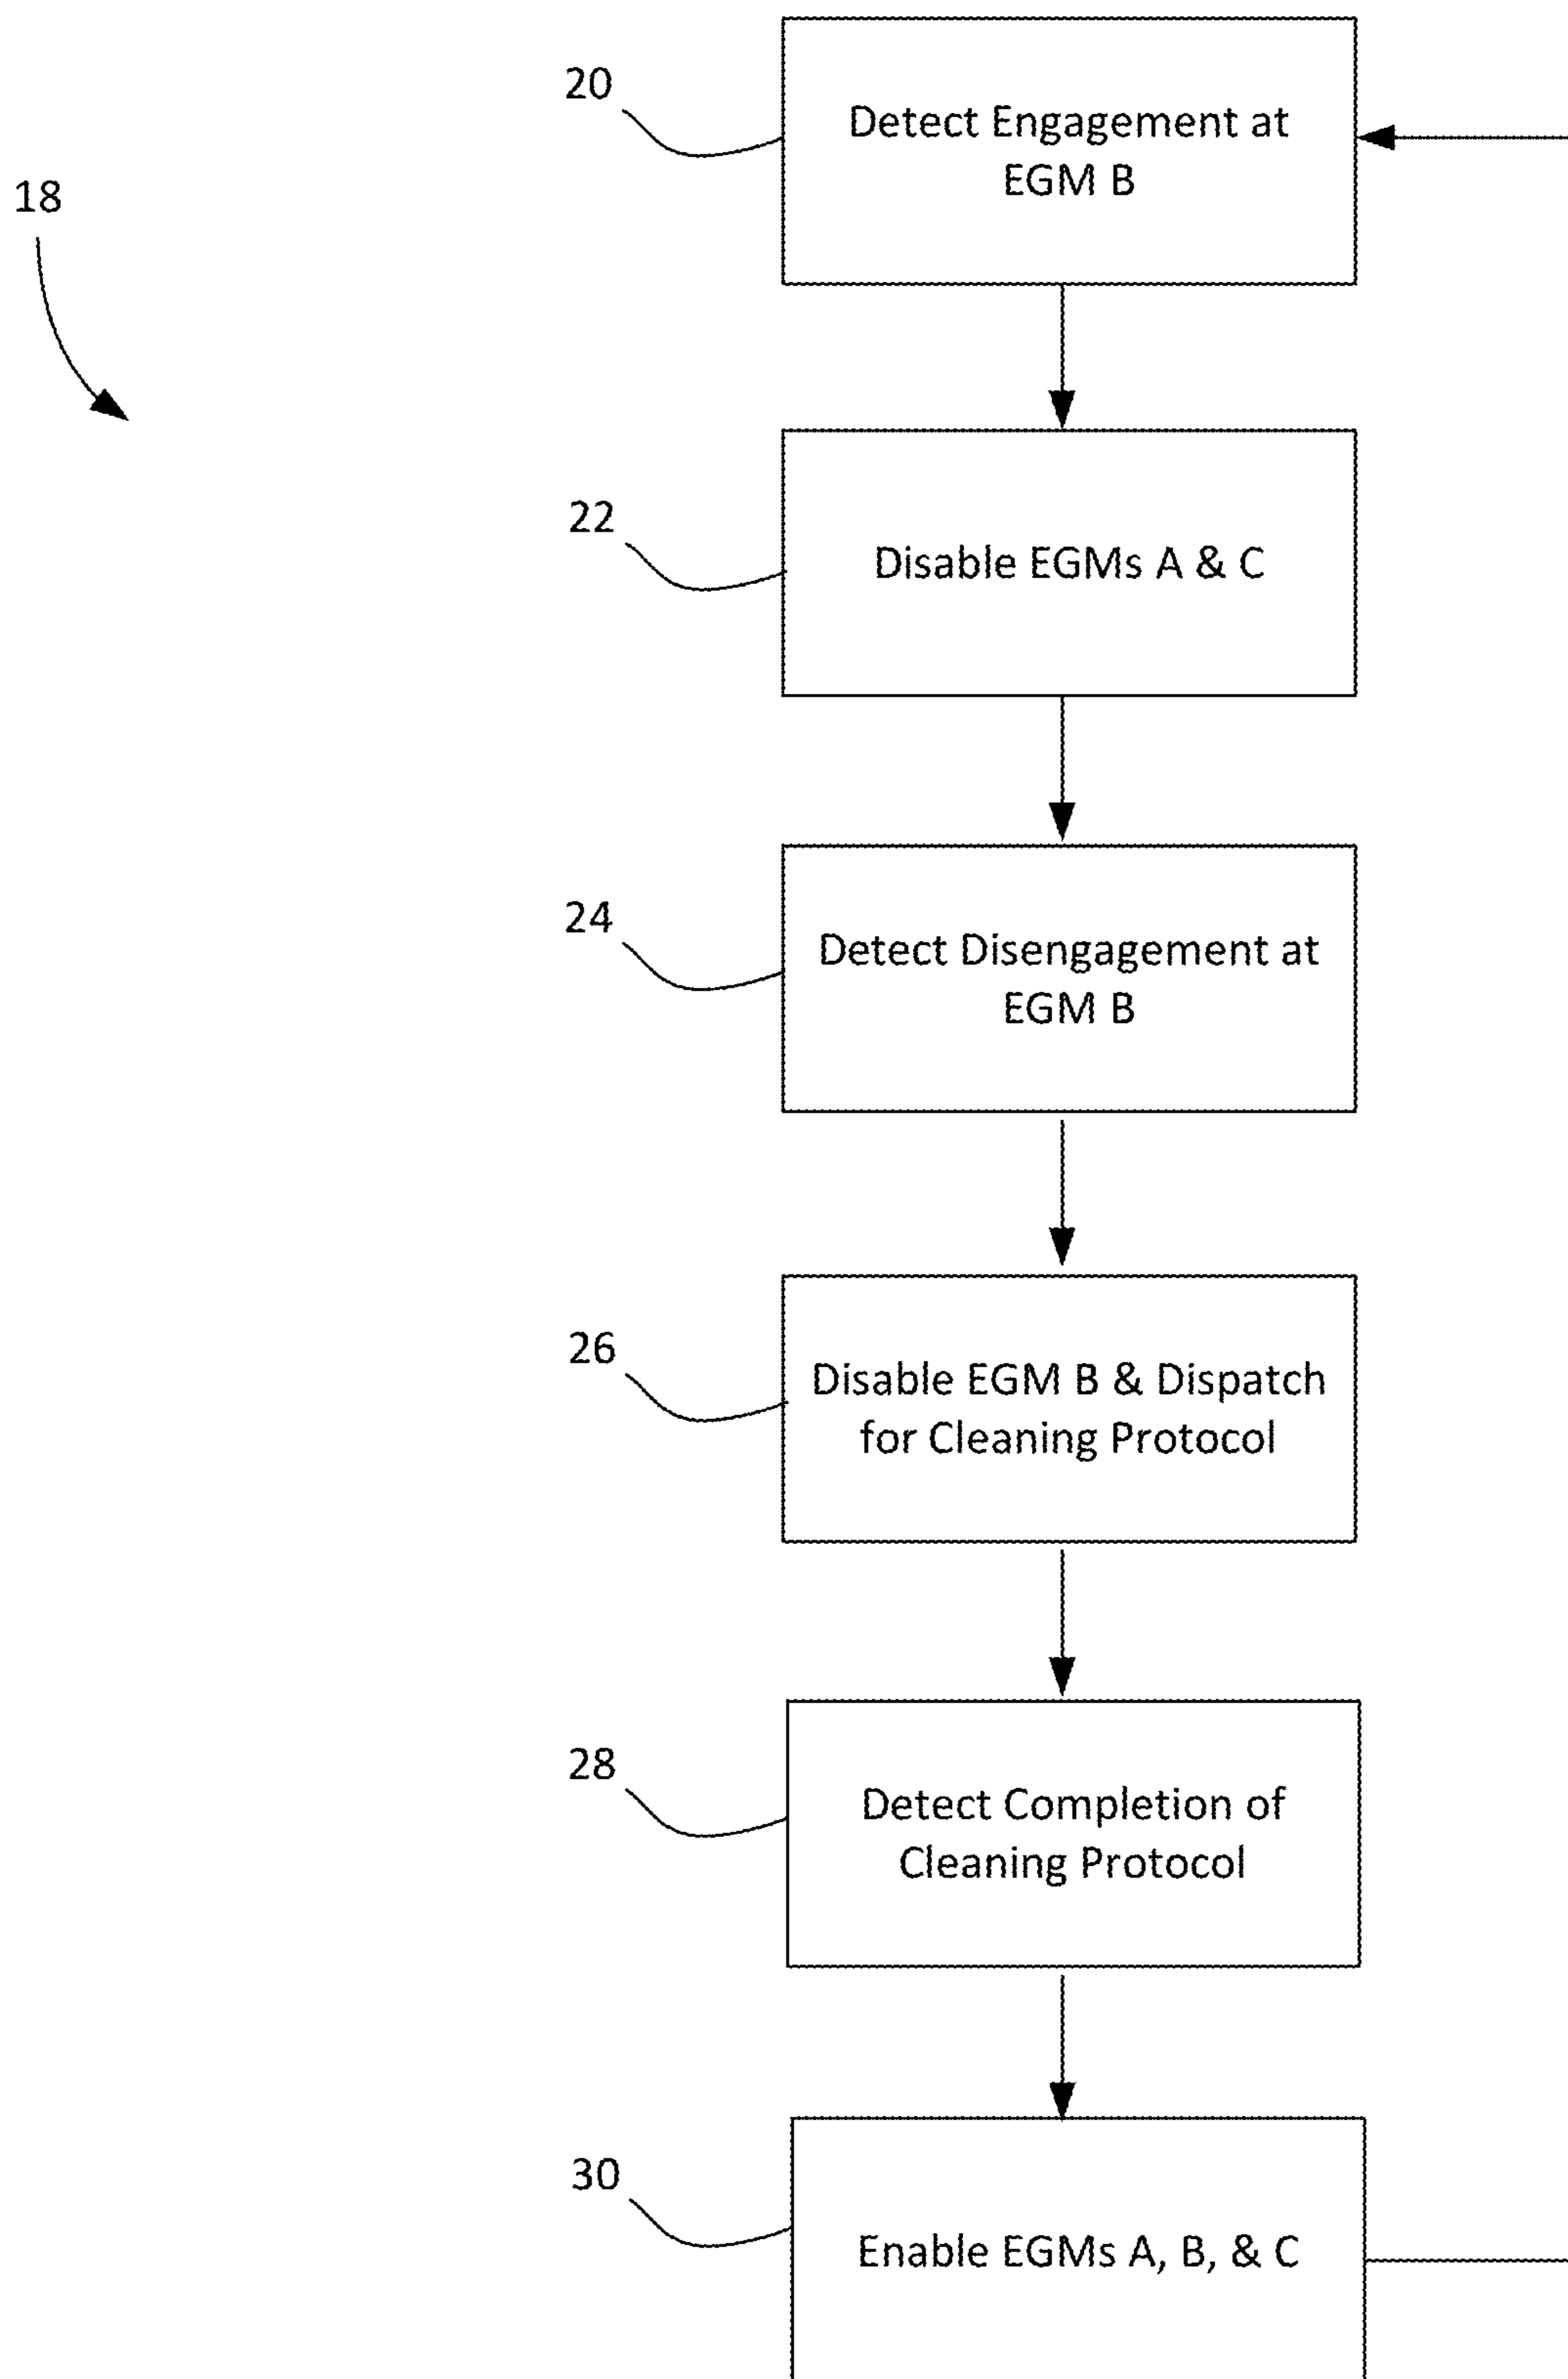 20
Detect Engagement at
EGM B
18
22
Disable EGMs A & C
24
Detect Disengagement at
EGM B
26
Disable EGM B & Dispatch
for Cleaning Protocol
28
Detect Completion of
Cleaning Protocol
30
Enable EGMs A, B, & C